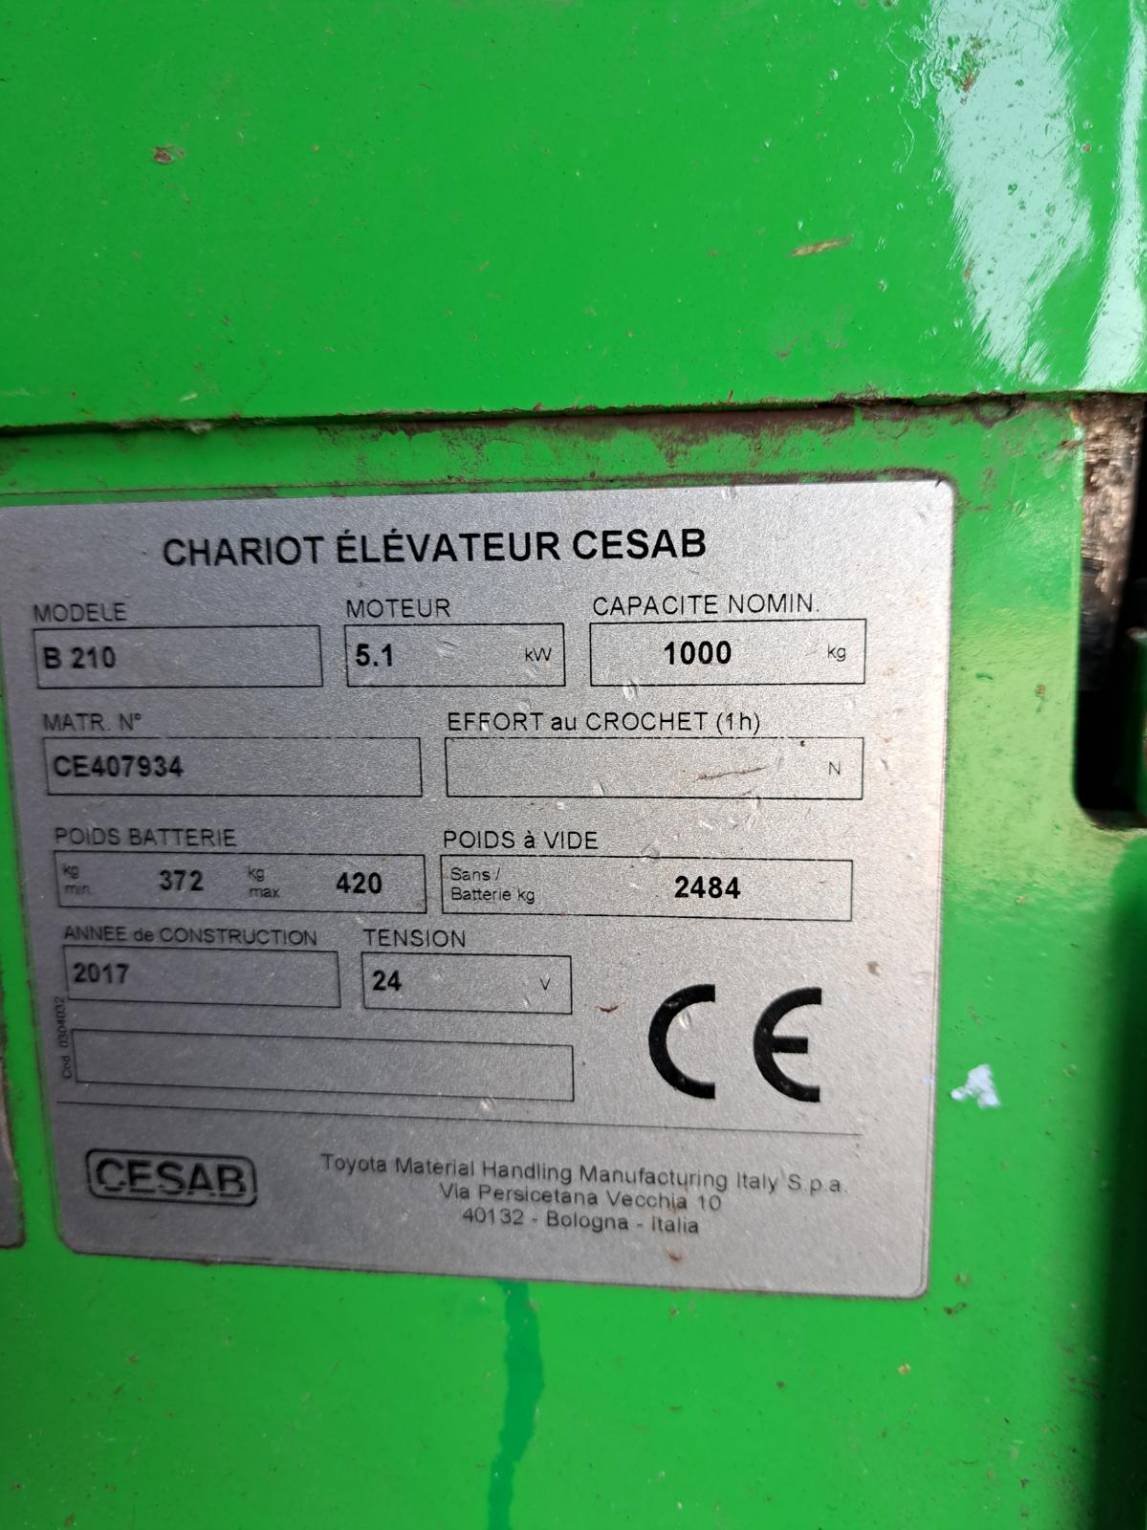 CHARIOT ÉLÉVATEUR CESAB
MODELE MOTEUR CAPACITE NOMIN.
B 210 5.1 kW 1000 kg
MATR. N° EFFORT au CROCHET (1h)
CE407934 N
POIDS BATTERIE POIDS à VIDE
kg min. 372 kg max 420 Sans / Batterie kg 2484
ANNEE de CONSTRUCTION TENSION
2017 24 V
Cod. 0304032
CE
CESAB
Toyota Material Handling Manufacturing Italy S.p.a.
Via Persicetana Vecchia 10
40132 - Bologna - Italia